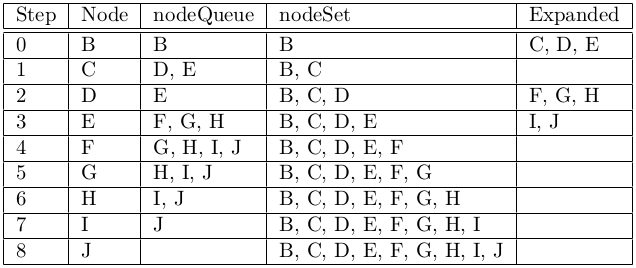 Step Node nodeQueue nodeSet Expanded
0 B B B C, D, E
1 C D, E B, C
2 D E B, C, D F, G, H
3 E F, G, H B, C, D, E I, J
4 F G, H, I, J B, C, D, E, F
5 G H, I, J B, C, D, E, F, G
6 H I, J B, C, D, E, F, G, H
7 I J B, C, D, E, F, G, H, I
8 J B, C, D, E, F, G, H, I, J